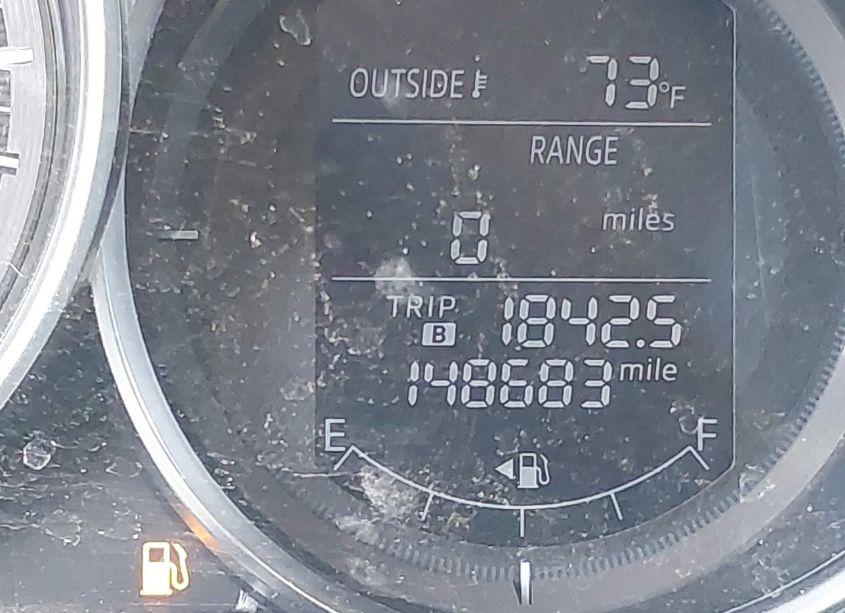 OUTSIDE 73°F
RANGE
0 miles
TRIP B 1842.5
148683 mile
E F